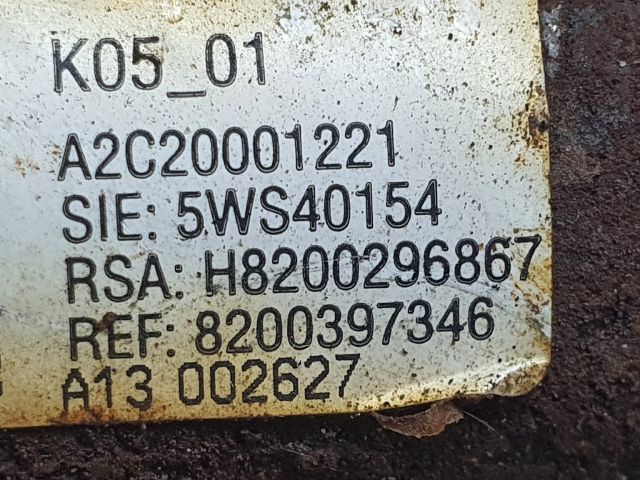 K05_01
A2C20001221
SIE: 5WS40154
RSA: H8200296867
REF: 8200397346
A13 002627